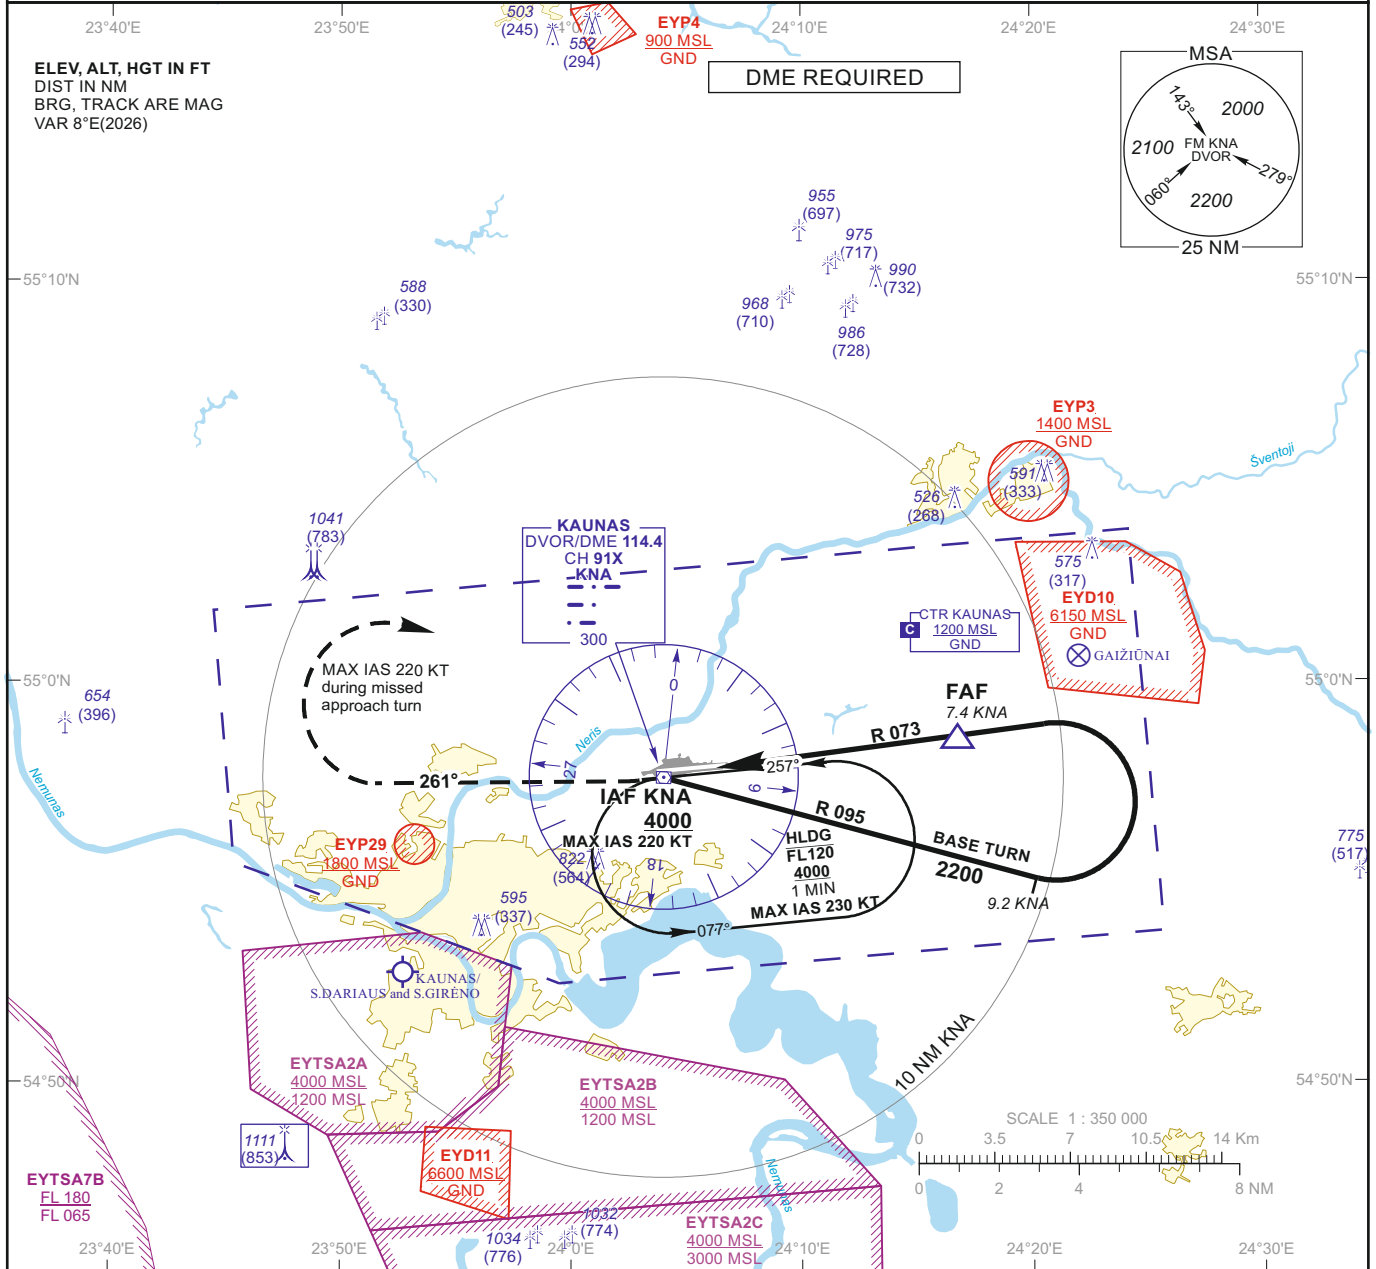 23°40'E
23°50'E
24°0'E
24°10'E
24°20'E
24°30'E
503
(245)
552
(294)
EYP4
900 MSL
GND
ELEV, ALT, HGT IN FT
DIST IN NM
BRG, TRACK ARE MAG
VAR 8°E(2026)
DME REQUIRED
MSA
143°
2000
2100
FM KNA
DVOR
060°
279°
2200
25 NM
955
(697)
975
(717)
990
(732)
968
(710)
986
(728)
55°10'N
55°10'N
588
(330)
EYP3
1400 MSL
GND
591
(333)
526
(268)
Šventoji
1041
(783)
KAUNAS
DVOR/DME 114.4
CH 91X
KNA
300
575
(317)
EYD10
6150 MSL
GND
GAIŽIŪNAI
CTR KAUNAS
C
1200 MSL
GND
MAX IAS 220 KT
during missed
approach turn
55°0'N
55°0'N
654
(396)
0
FAF
7.4 KNA
R 073
Neris
27
257°
9
261°
Nemunas
IAF KNA
4000
MAX IAS 220 KT
R 095
BASE TURN
2200
9.2 KNA
HLDG
FL120
4000
1 MIN
MAX IAS 230 KT
EYP29
1800 MSL
GND
822
(564)
18
775
(517)
595
(337)
077°
KAUNAS/
S.DARIAUS and S.GIRĖNO
10 NM KNA
EYTSA2A
4000 MSL
1200 MSL
EYTSA2B
4000 MSL
1200 MSL
54°50'N
54°50'N
SCALE 1 : 350 000
0
3.5
7
10.5
14 Km
0
2
4
8 NM
1111
(853)
EYD11
6600 MSL
GND
Nemunas
EYTSA7B
FL 180
FL 065
1034
(776)
1032
(774)
EYTSA2C
4000 MSL
3000 MSL
23°40'E
23°50'E
24°0'E
24°10'E
24°20'E
24°30'E